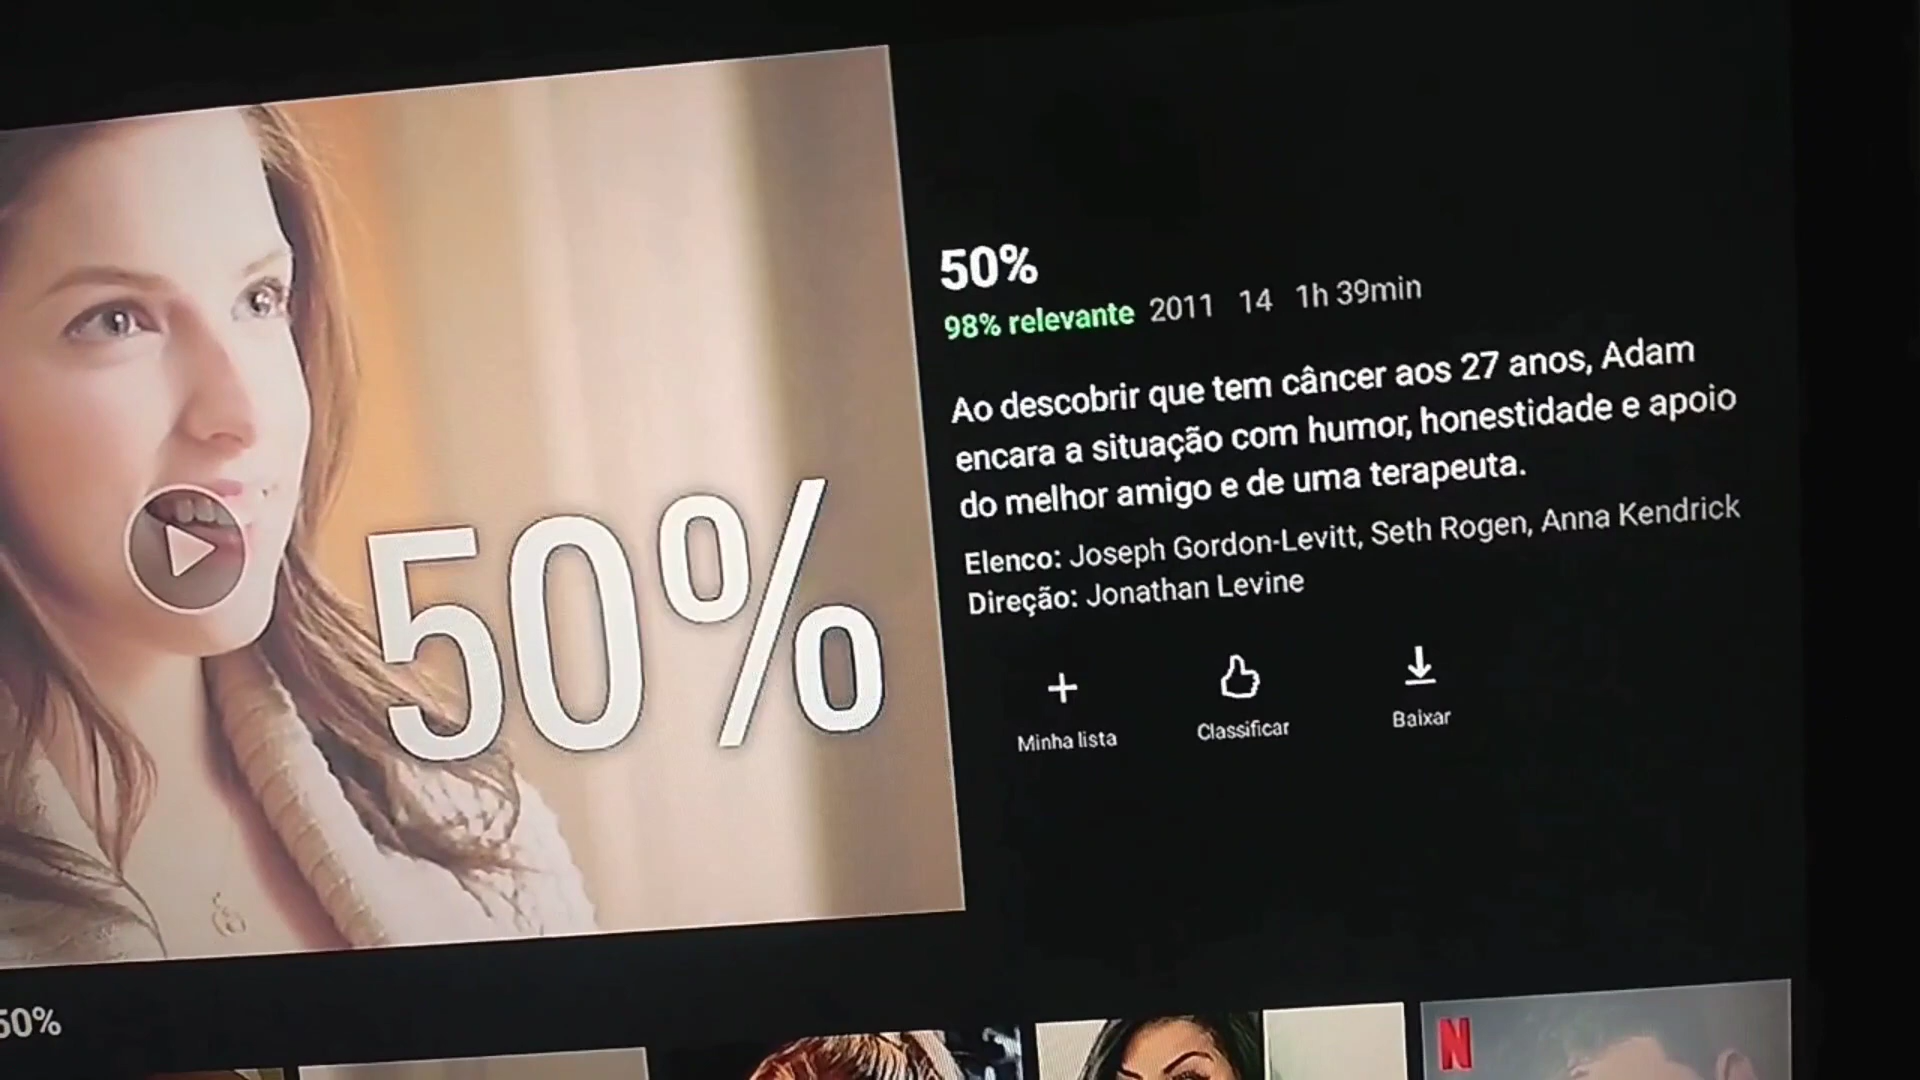 50%
50%
98% relevante 2011 14 1h 39min
Ao descobrir que tem câncer aos 27 anos, Adam
encara a situação com humor, honestidade e apoio
do melhor amigo e de uma terapeuta.
Elenco: Joseph Gordon-Levitt, Seth Rogen, Anna Kendrick
Direção: Jonathan Levine
Minha lista
Classificar
Baixar
50%
N